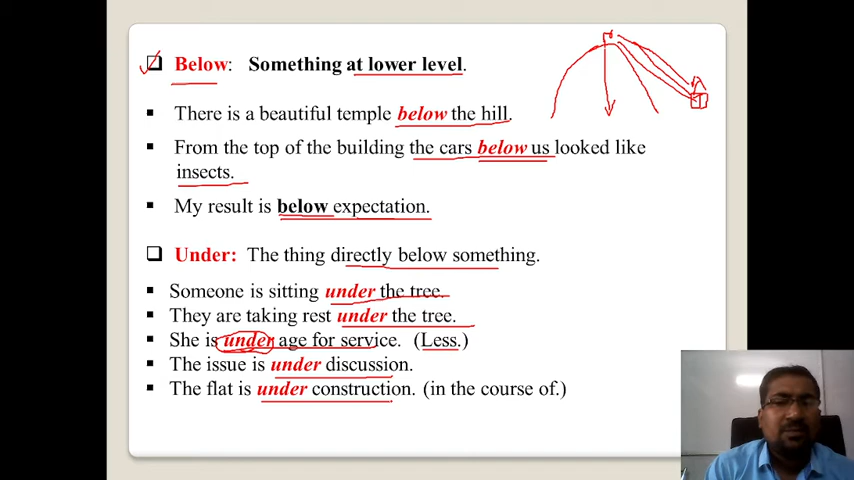 Below: Something at lower level.
There is a beautiful temple below the hill.
From the top of the building the cars below us looked like
insects.
My result is below expectation.
Under: The thing directly below something.
Someone is sitting under the tree.
They are taking rest under the tree.
She is under age for service. (Less.)
The issue is under discussion.
The flat is under construction. (in the course of.)